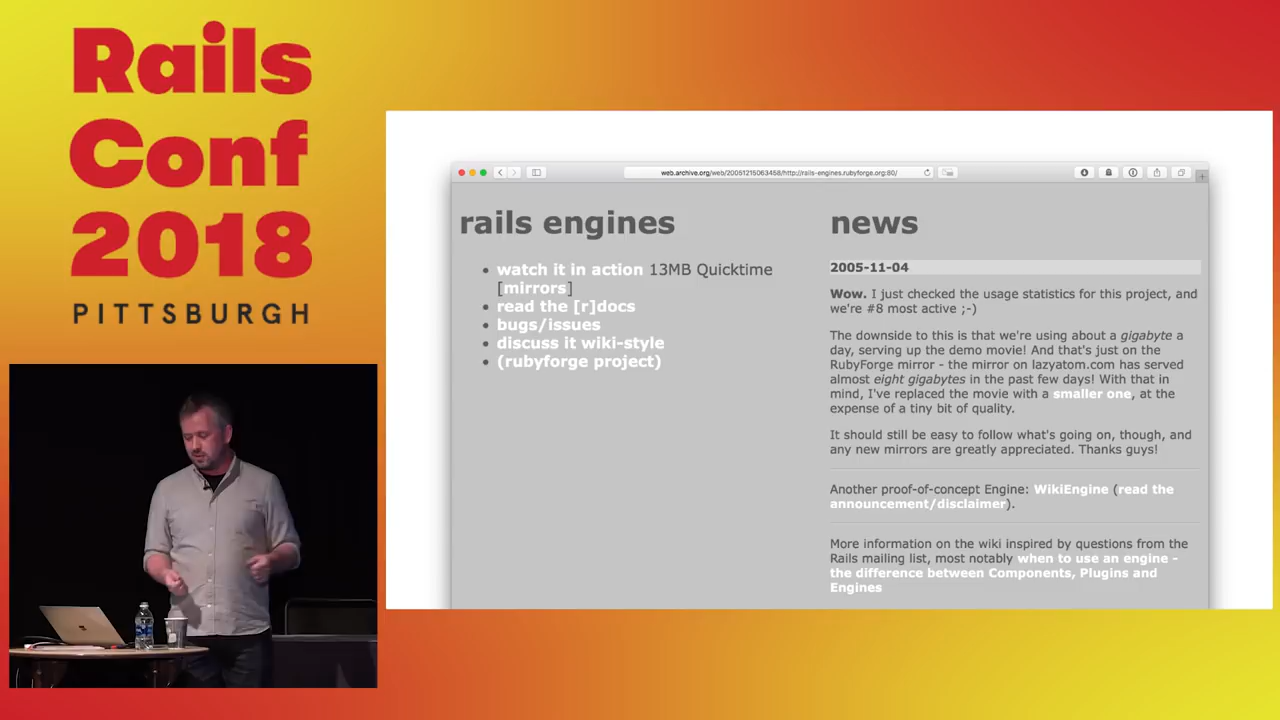 Rails
Conf
2018
PITTSBURGH
web.archive.org/web/20051215063458/http://rails-engines.rubyforge.org:80/
rails engines
watch it in action 13MB Quicktime
[mirrors]
read the [r]docs
bugs/issues
discuss it wiki-style
(rubyforge project)
news
2005-11-04
Wow. I just checked the usage statistics for this project, and
we're #8 most active ;-)
The downside to this is that we're using about a gigabyte a
day, serving up the demo movie! And that's just on the
RubyForge mirror - the mirror on lazyatom.com has served
almost eight gigabytes in the past few days! With that in
mind, I've replaced the movie with a smaller one, at the
expense of a tiny bit of quality.
It should still be easy to follow what's going on, though, and
any new mirrors are greatly appreciated. Thanks guys!
Another proof-of-concept Engine: WikiEngine (read the
announcement/disclaimer).
More information on the wiki inspired by questions from the
Rails mailing list, most notably when to use an engine -
the difference between Components, Plugins and
Engines